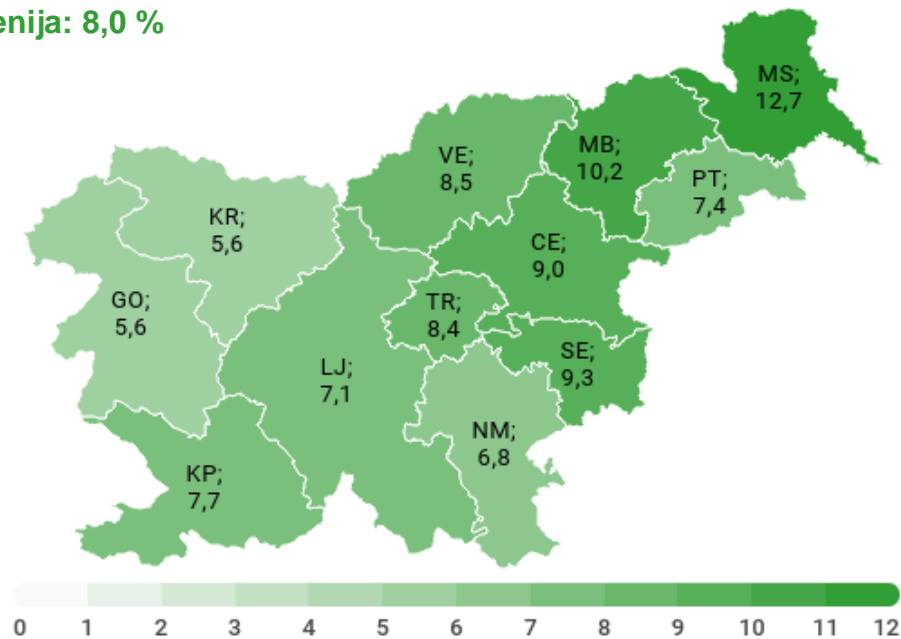 enija: 8,0 %
MS;
12,7
MB;
10,2
VE;
8,5
PT;
7,4
KR;
5,6
CE;
9,0
GO;
5,6
TR;
8,4
SE;
9,3
LJ;
7,1
NM;
6,8
KP;
7,7
0 1 2 3 4 5 6 7 8 9 10 11 12